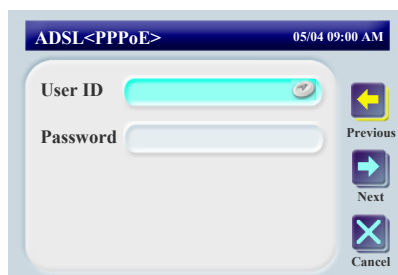 ADSL<PPPoE> 05/04 09:00 AM
User ID
Password
Previous
Next
Cancel